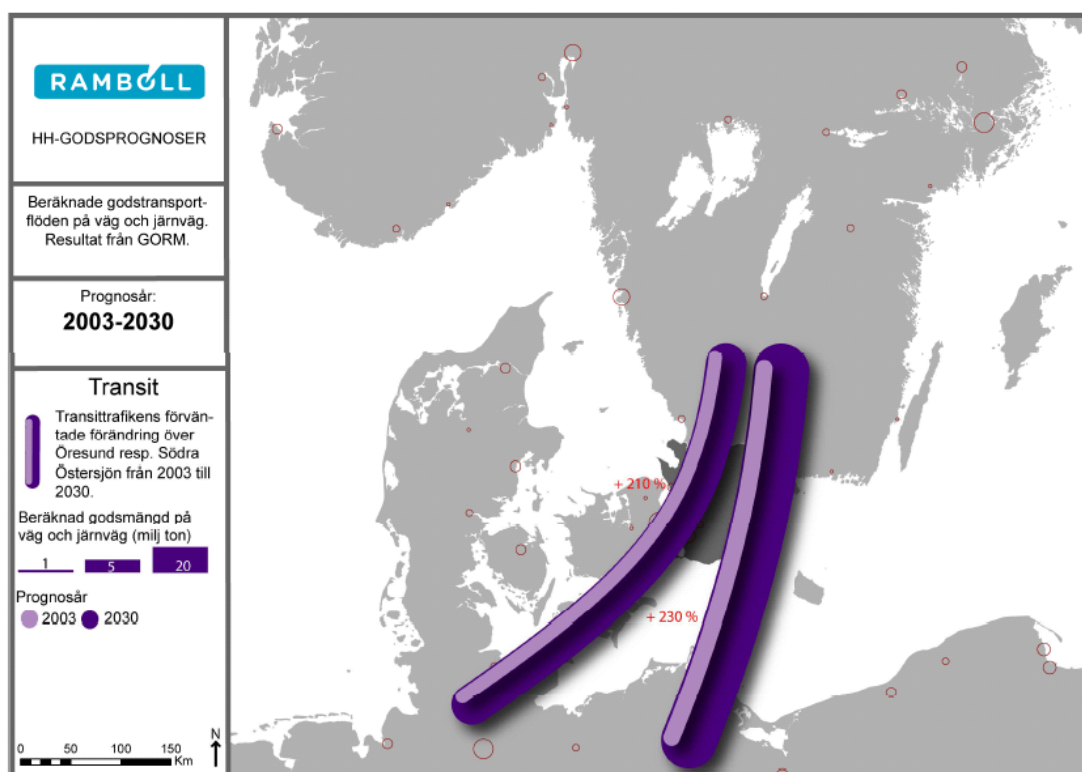 RAMBOLL
HH-GODSPROGNOSER
Beräknade godstransport-
flöden på väg och järnväg.
Resultat från GORM.
Prognosår:
2003-2030
Transit
Transittrafikens förvän-
tade förändring över
Öresund resp. Södra
Östersjön från 2003 till
2030.
Beräknad godsmängd på
väg och järnväg (milj ton)
1 5 20
Prognosår
2003 2030
0 50 100 150
Km
N
+ 210 %
+ 230 %